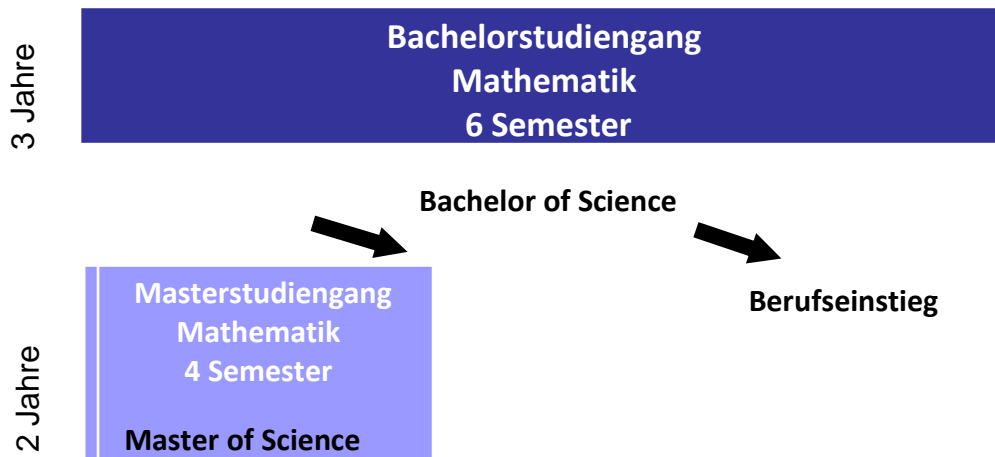 3 Jahre
Bachelorstudiengang
Mathematik
6 Semester
Bachelor of Science
Berufseinstieg
2 Jahre
Masterstudiengang
Mathematik
4 Semester
Master of Science